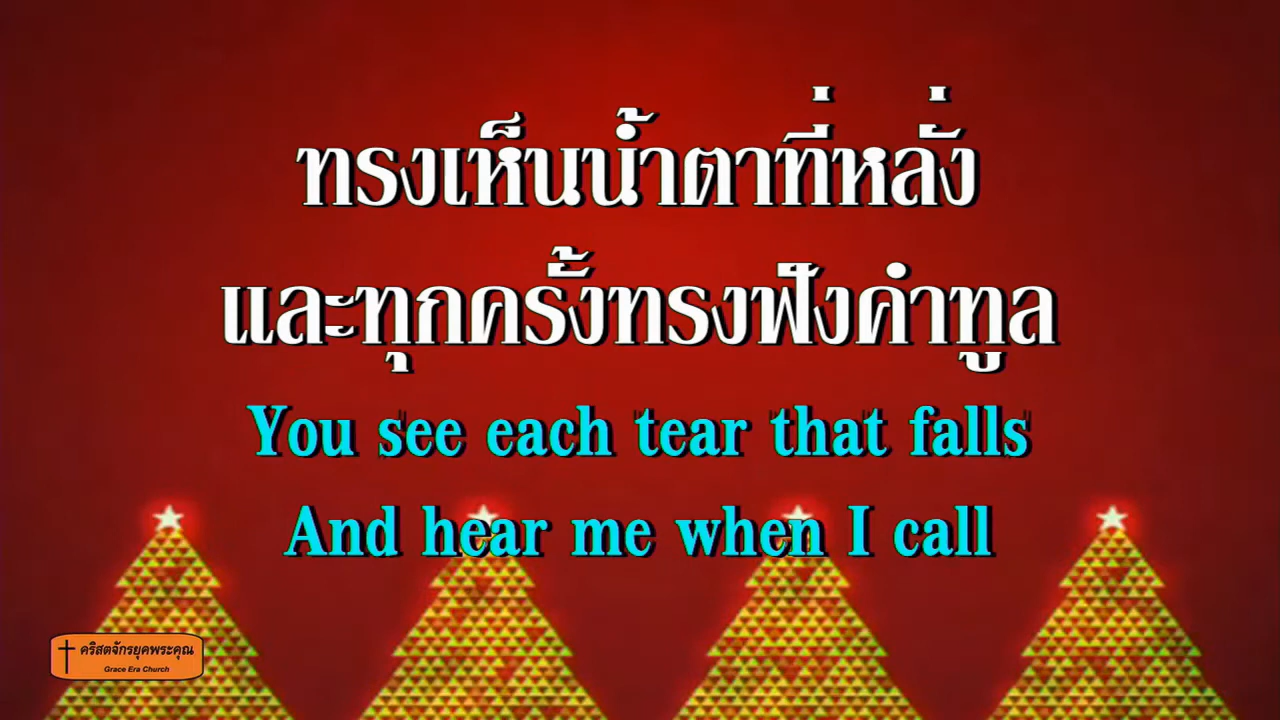 ทรงเห็นน้ำตาที่หลั่ง
และทุกครั้งทรงฟังคำทูล
You see each tear that falls
And hear me when I call
คริสตจักรยุคพระคุณ
Grace Era Church